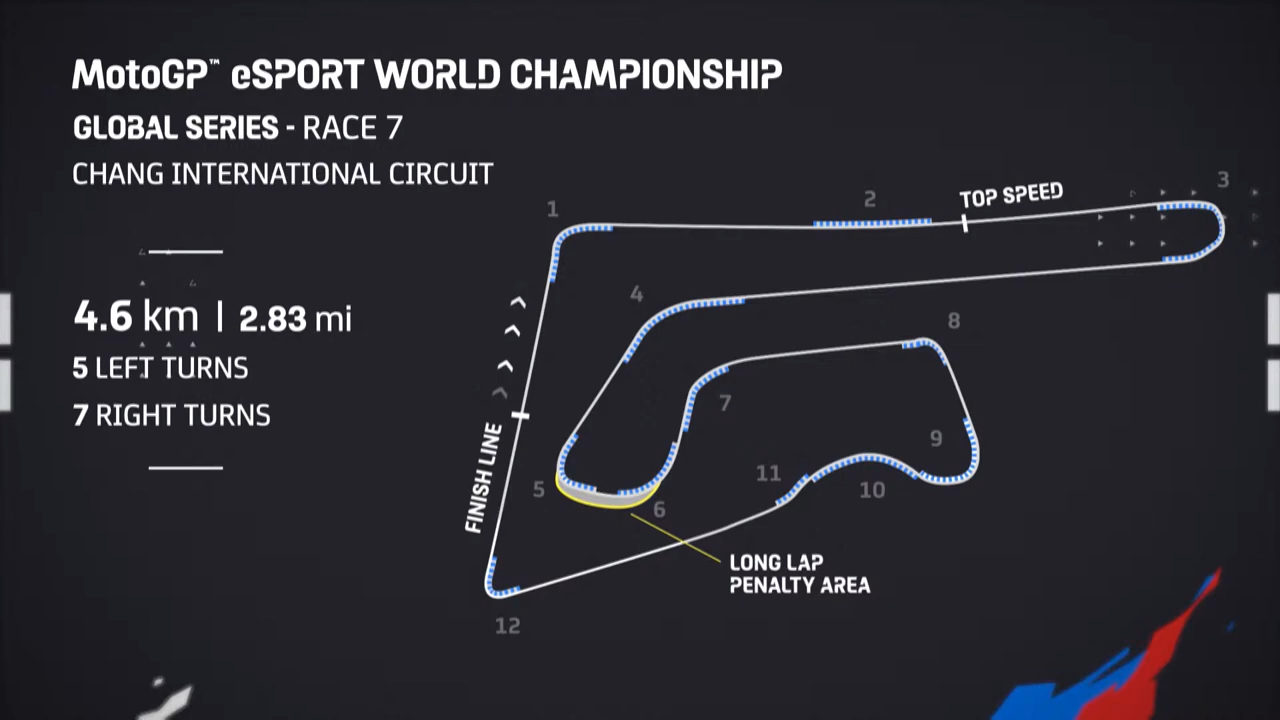 MotoGP™ eSPORT WORLD CHAMPIONSHIP
GLOBAL SERIES - RACE 7
CHANG INTERNATIONAL CIRCUIT
4.6 km | 2.83 mi
5 LEFT TURNS
7 RIGHT TURNS
1
2
TOP SPEED
3
4
8
7
9
11
10
5
6
FINISH LINE
LONG LAP
PENALTY AREA
12